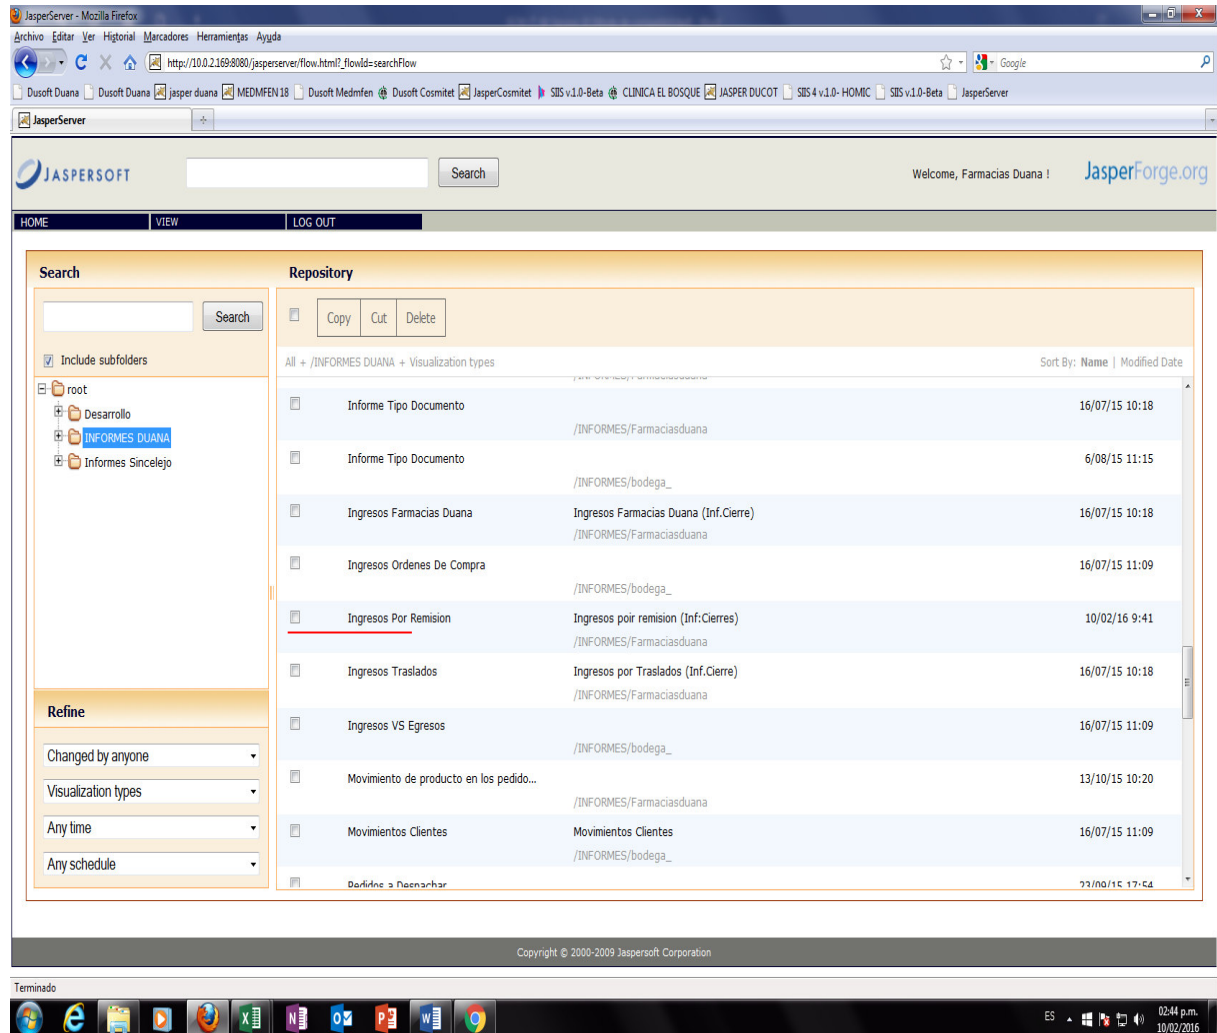 JasperServer - Mozilla Firefox
Archivo Editar Ver Historial Marcadores Herramientas Ayuda
http://10.0.2.169:8080/jasperserver/flow.html?_flowId=searchFlow
Google
Dusoft Duana Dusoft Duana jasper duana MEDMFEN 18 Dusoft Medmfen Dusoft Cosmitet JasperCosmitet SIIS v.1.0-Beta CLINICA EL BOSQUE JASPER DUCOT SIIS 4 v.1.0- HOMIC SIIS v.1.0-Beta JasperServer
JasperServer
JASPERSOFT
Search
Welcome, Farmacias Duana !
JasperForge.org
HOME VIEW LOG OUT
Search
Search
Include subfolders
root
Desarrollo
INFORMES DUANA
Informes Sincelejo
Refine
Changed by anyone
Visualization types
Any time
Any schedule
Repository
Copy Cut Delete
All + /INFORMES DUANA + Visualization types
Sort By: Name | Modified Date
Informe Tipo Documento 16/07/15 10:18
/INFORMES/Farmaciasduana
Informe Tipo Documento 6/08/15 11:15
/INFORMES/bodega_
Ingresos Farmacias Duana Ingresos Farmacias Duana (Inf.Cierre) 16/07/15 10:18
/INFORMES/Farmaciasduana
Ingresos Ordenes De Compra 16/07/15 11:09
/INFORMES/bodega_
Ingresos Por Remision Ingresos poir remision (Inf:Cierres) 10/02/16 9:41
/INFORMES/Farmaciasduana
Ingresos Traslados Ingresos por Traslados (Inf.Cierre) 16/07/15 10:18
/INFORMES/Farmaciasduana
Ingresos VS Egresos 16/07/15 11:09
/INFORMES/bodega_
Movimiento de producto en los pedido... 13/10/15 10:20
/INFORMES/Farmaciasduana
Movimientos Clientes Movimientos Clientes 16/07/15 11:09
/INFORMES/bodega_
Pedidos a Despachar 23/09/15 17:54
Copyright © 2000-2009 Jaspersoft Corporation
Terminado
ES
02:44 p.m.
10/02/2016